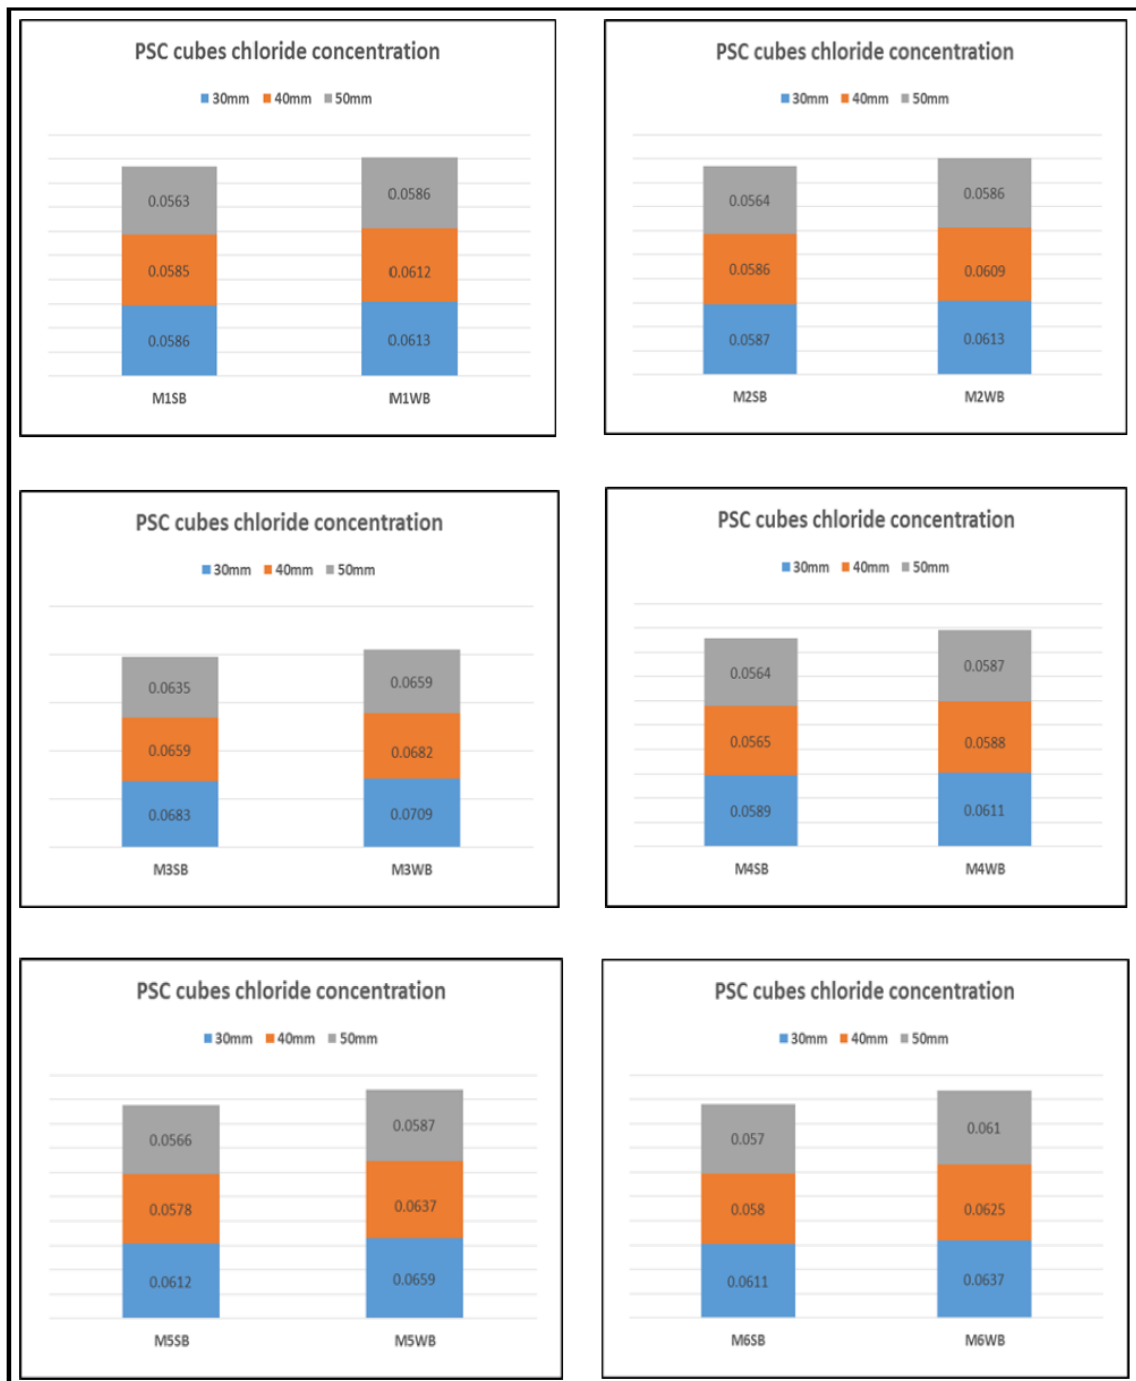 PSC cubes chloride concentration
30mm 40mm 50mm
0.0563 0.0586
0.0585 0.0612
0.0586 0.0613
M1SB M1WB
PSC cubes chloride concentration
30mm 40mm 50mm
0.0564 0.0586
0.0586 0.0609
0.0587 0.0613
M2SB M2WB
PSC cubes chloride concentration
30mm 40mm 50mm
0.0635 0.0659
0.0659 0.0682
0.0683 0.0709
M3SB M3WB
PSC cubes chloride concentration
30mm 40mm 50mm
0.0564 0.0587
0.0565 0.0588
0.0589 0.0611
M4SB M4WB
PSC cubes chloride concentration
30mm 40mm 50mm
0.0566 0.0587
0.0578 0.0637
0.0612 0.0659
M5SB M5WB
PSC cubes chloride concentration
30mm 40mm 50mm
0.057 0.061
0.058 0.0625
0.0611 0.0637
M6SB M6WB